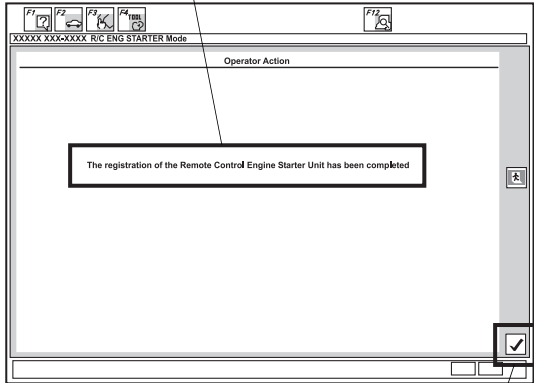 F1 F2 F3 F4 TOOL F12
XXXXX XXX-XXXX R/C ENG STARTER Mode
Operator Action
The registration of the Remote Control Engine Starter Unit has been completed